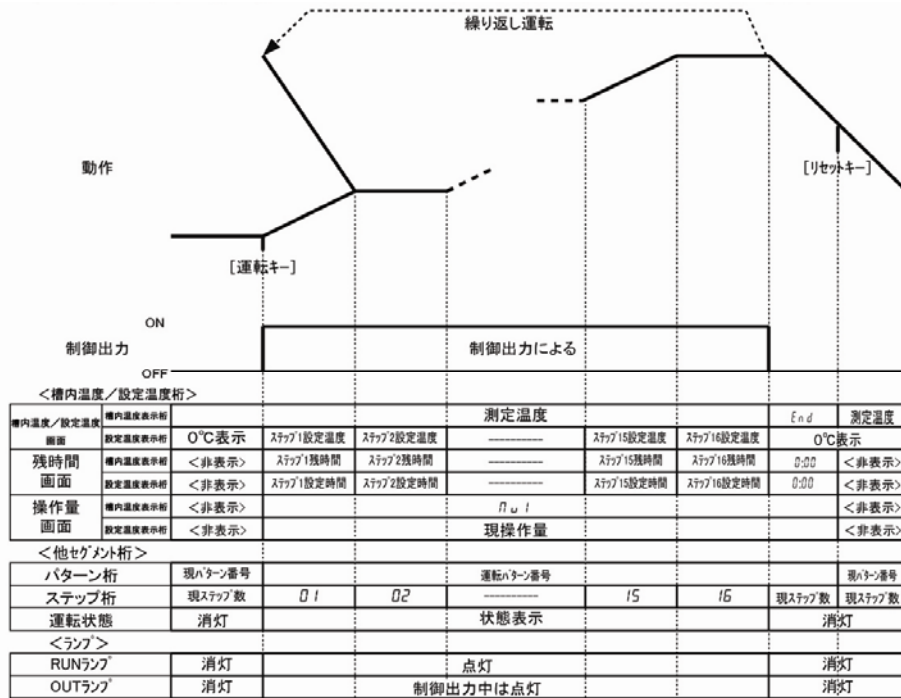 繰り返し運転
動作
[リセットキー]
[運転キー]
ON
制御出力
制御出力による
OFF
<槽内温度/設定温度桁>
槽内温度/設定温度画面 槽内温度表示桁 測定温度 End 測定温度
設定温度表示桁 0℃表示 ステップ1設定温度 ステップ2設定温度 ---------- ステップ15設定温度 ステップ16設定温度 0℃表示
残時間画面 槽内温度表示桁 <非表示> ステップ1残時間 ステップ2残時間 ---------- ステップ15残時間 ステップ16残時間 0:00 <非表示>
設定温度表示桁 <非表示> ステップ1設定時間 ステップ2設定時間 ---------- ステップ15設定時間 ステップ16設定時間 0:00 <非表示>
操作量画面 槽内温度表示桁 <非表示> <非表示>
設定温度表示桁 <非表示> 現操作量 <非表示>
<他セグメント桁>
パターン桁 現パターン番号 運転パターン番号 現パターン番号
ステップ桁 現ステップ数 01 02 ---------- 15 16 現ステップ数 現ステップ数
運転状態 消灯 状態表示 消灯
<ランプ>
RUNランプ 消灯 点灯 消灯
OUTランプ 消灯 制御出力中は点灯 消灯